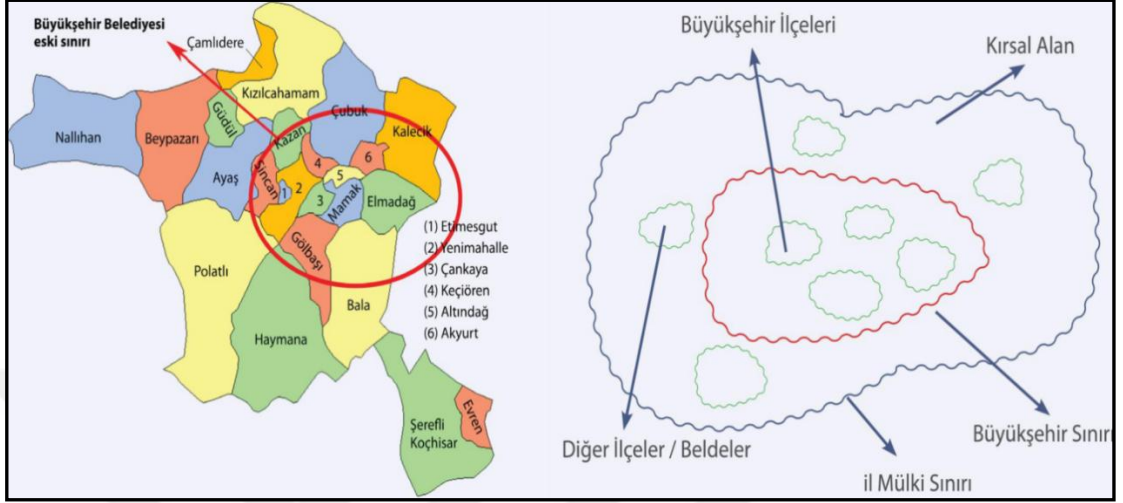 Büyükşehir Belediyesi
eski sınırı
Çamlıdere
Kızılcahamam
Çubuk
Kalecik
Nallıhan
Beypazarı
Güdül
Kazan
Ayaş
Sincan
1
2
3
4
5
6
Mamak
Elmadağ
Gölbaşı
Polatlı
Bala
Haymana
Şerefli
Koçhisar
Evren
(1) Etimesgut
(2) Yenimahalle
(3) Çankaya
(4) Keçiören
(5) Altındağ
(6) Akyurt
Büyükşehir İlçeleri
Kırsal Alan
Diğer İlçeler / Beldeler
Büyükşehir Sınırı
il Mülki Sınırı